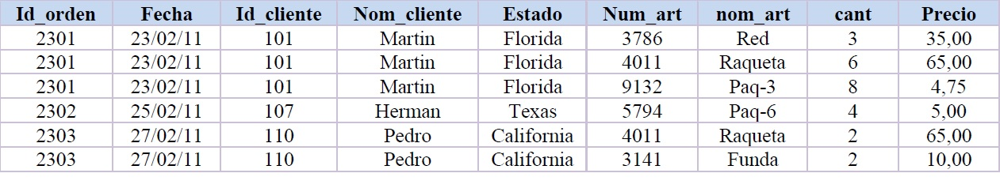 Id_orden Fecha Id_cliente Nom_cliente Estado Num_art nom_art cant Precio
2301 23/02/11 101 Martin Florida 3786 Red 3 35,00
2301 23/02/11 101 Martin Florida 4011 Raqueta 6 65,00
2301 23/02/11 101 Martin Florida 9132 Paq-3 8 4,75
2302 25/02/11 107 Herman Texas 5794 Paq-6 4 5,00
2303 27/02/11 110 Pedro California 4011 Raqueta 2 65,00
2303 27/02/11 110 Pedro California 3141 Funda 2 10,00